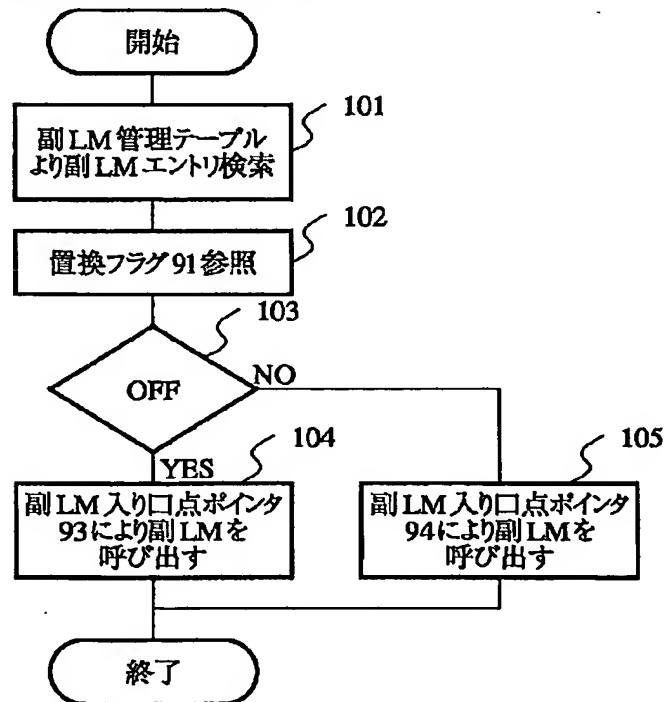 開始
101
副LM管理テーブル
より副LMエントリ検索
102
置換フラグ91参照
103
OFF
NO
YES
104
副LM入り口点ポインタ
93により副LMを
呼び出す
105
副LM入り口点ポインタ
94により副LMを
呼び出す
終了